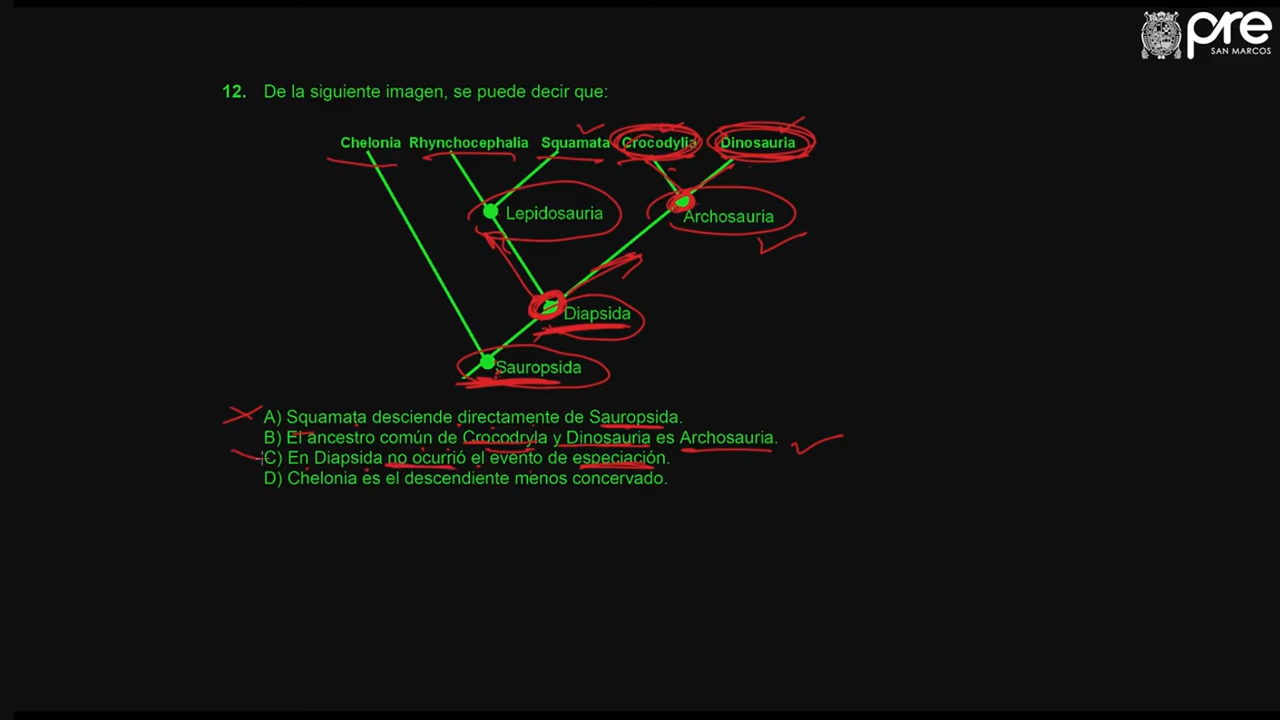 pre
SAN MARCOS
12. De la siguiente imagen, se puede decir que:
Chelonia Rhynchocephalia Squamata Crocodylia Dinosauria
Lepidosauria
Archosauria
Diapsida
Sauropsida
A) Squamata desciende directamente de Sauropsida.
B) El ancestro común de Crocodryla y Dinosauria es Archosauria.
C) En Diapsida no ocurrió el evento de especiación.
D) Chelonia es el descendiente menos concervado.